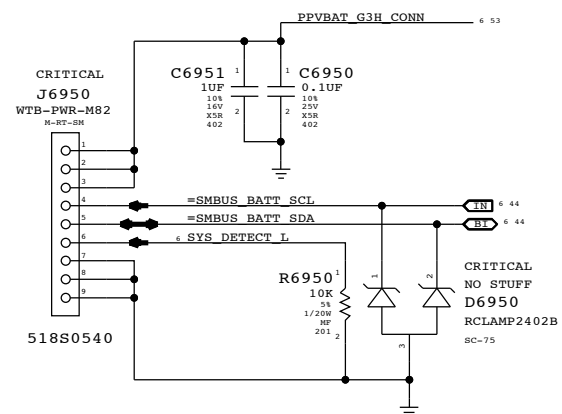 PPVBAT_G3H_CONN
6 53
CRITICAL
J6950
WTB-PWR-M82
M-RT-SM
C6951
1UF
10%
16V
X5R
402
1
2
C6950
0.1UF
10%
25V
X5R
402
1
2
1
2
3
4
5
6
7
8
9
518S0540
=SMBUS_BATT_SCL
IN
6 44
=SMBUS_BATT_SDA
BI
6 44
6 SYS_DETECT_L
R6950
10K
5%
1/20W
MF
201
1
2
1
2
3
CRITICAL
NO STUFF
D6950
RCLAMP2402B
SC-75